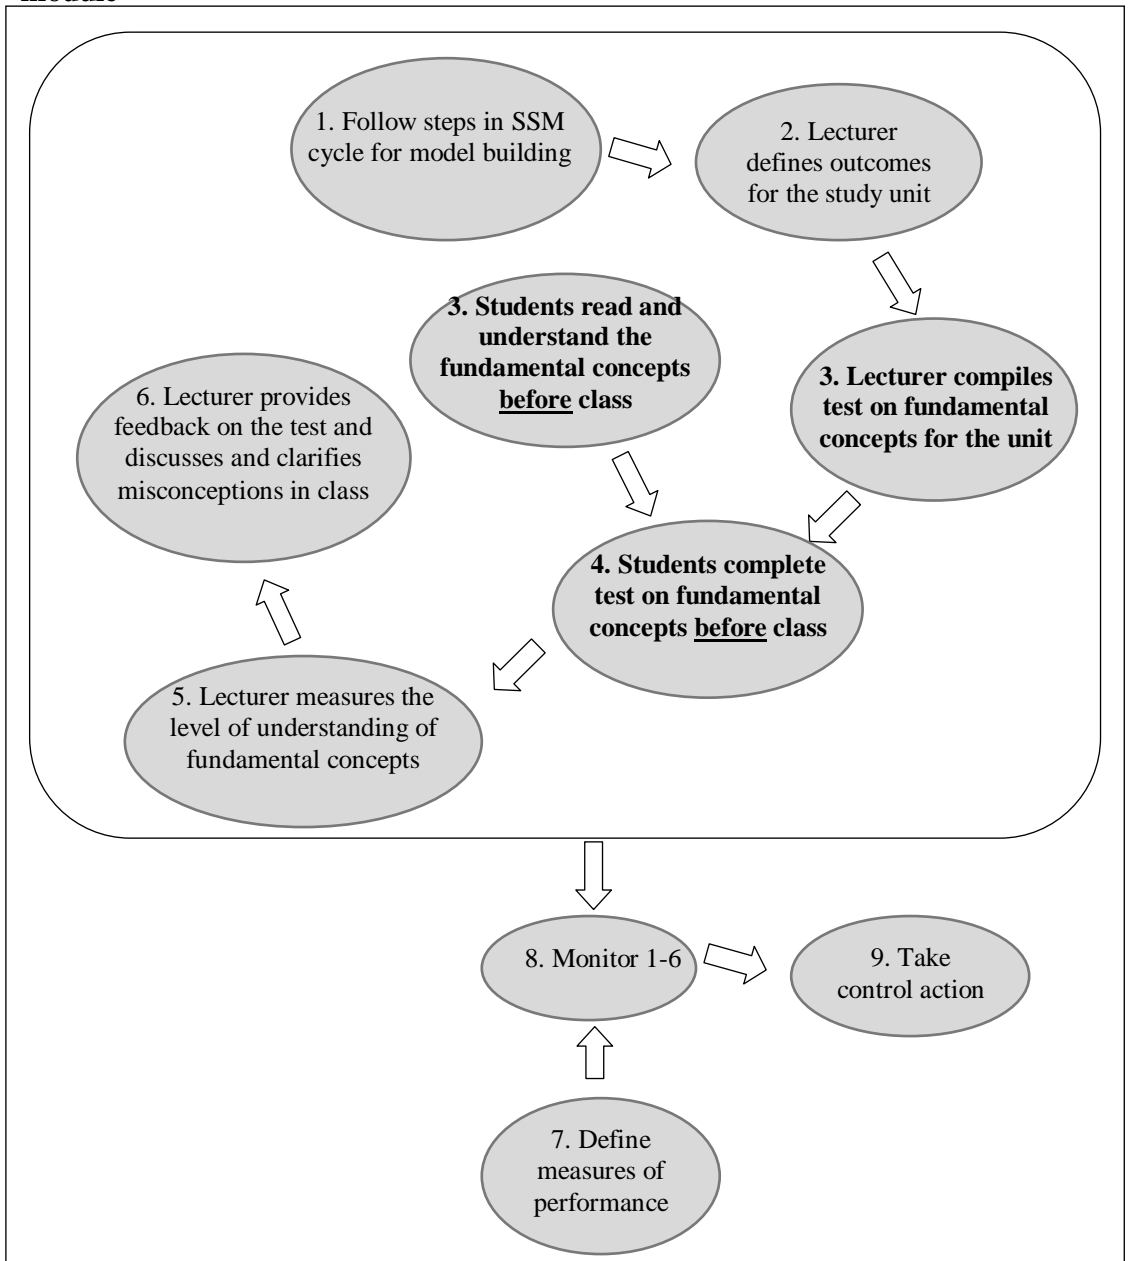 module
1. Follow steps in SSM
cycle for model building
2. Lecturer
defines outcomes
for the study unit
3. Students read and
understand the
fundamental concepts
before class
3. Lecturer compiles
test on fundamental
concepts for the unit
6. Lecturer provides
feedback on the test and
discusses and clarifies
misconceptions in class
4. Students complete
test on fundamental
concepts before class
5. Lecturer measures the
level of understanding of
fundamental concepts
8. Monitor 1-6
9. Take
control action
7. Define
measures of
performance